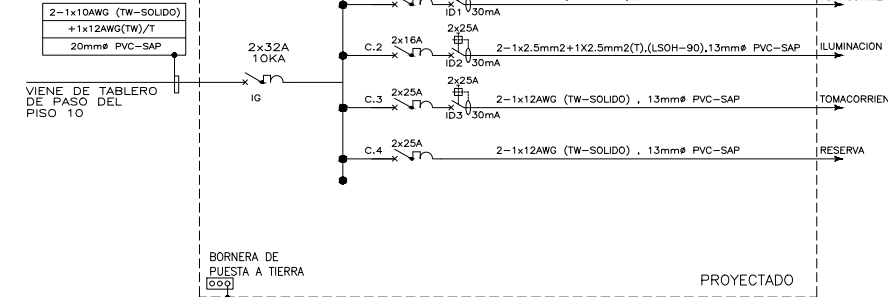 2-1x10AWG (TW-SOLIDO)
+1x12AWG(TW)/T
20mmø PVC-SAP
VIENE DE TABLERO
DE PASO DEL
PISO 10
2x32A
10KA
IG
ID1 30mA
C.2 2x16A 2x25A ID2 30mA 2-1x2.5mm2+1X2.5mm2(T),(LSOH-90),13mmø PVC-SAP ILUMINACION
C.3 2x25A 2x25A ID3 30mA 2-1x12AWG (TW-SOLIDO) , 13mmø PVC-SAP TOMACORRIEN
C.4 2x25A 2-1x12AWG (TW-SOLIDO) , 13mmø PVC-SAP RESERVA
BORNERA DE
PUESTA A TIERRA
PROYECTADO